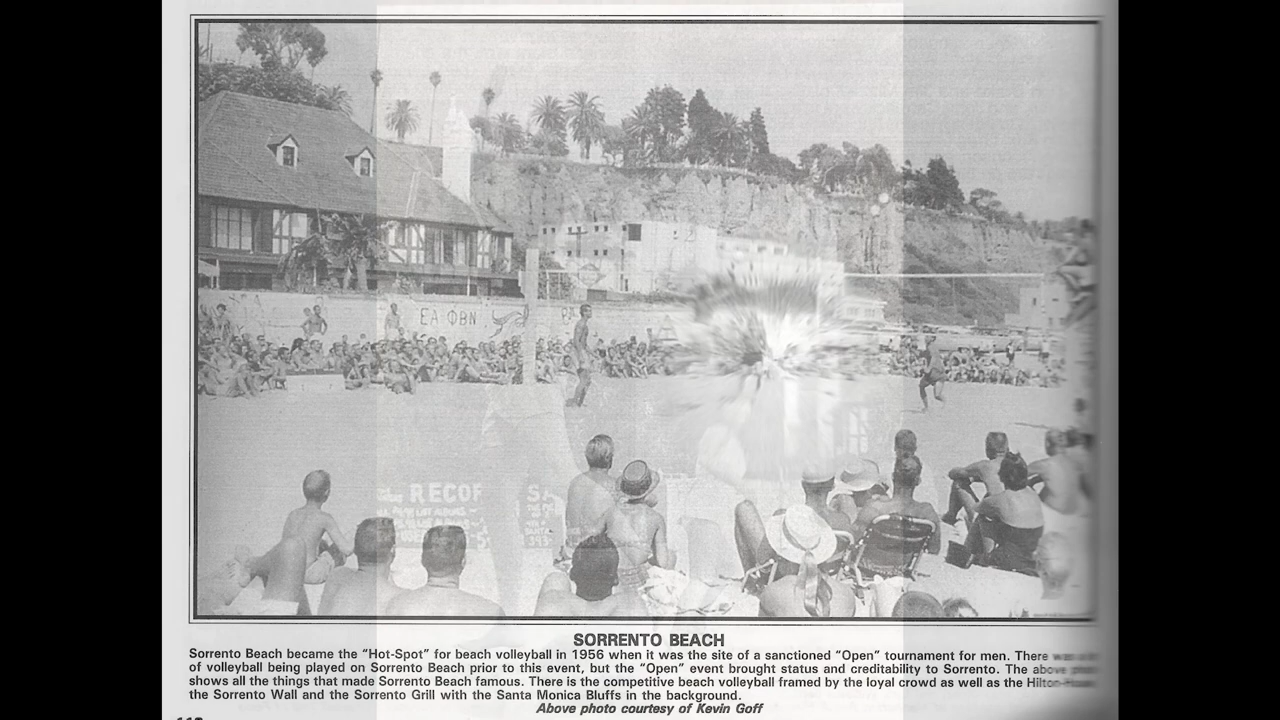 EA ΦBN
RECOF
SA
SORRENTO BEACH
Sorrento Beach became the "Hot-Spot" for beach volleyball in 1956 when it was the site of a sanctioned "Open" tournament for men. There was
of volleyball being played on Sorrento Beach prior to this event, but the "Open" event brought status and creditability to Sorrento. The above
shows all the things that made Sorrento Beach famous. There is the competitive beach volleyball framed by the loyal crowd as well as the Hilton-
the Sorrento Wall and the Sorrento Grill with the Santa Monica Bluffs in the background.
Above photo courtesy of Kevin Goff